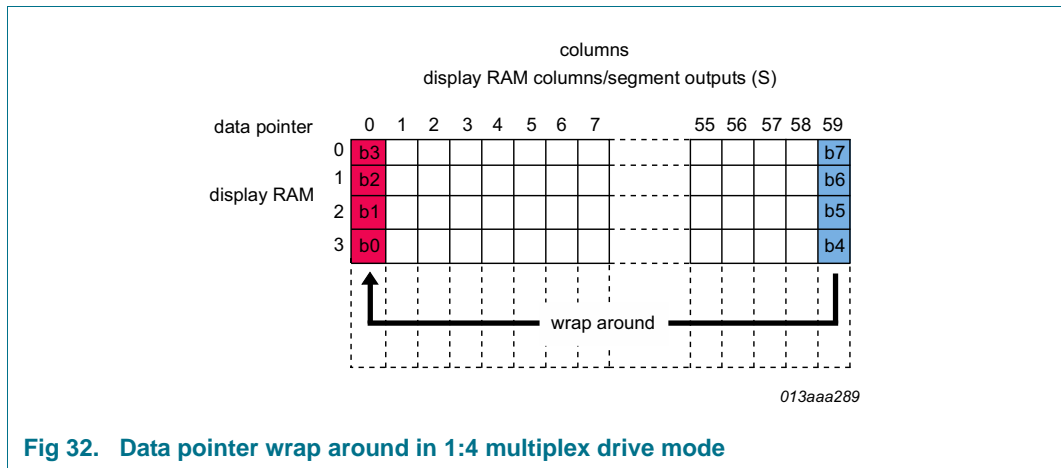 columns
display RAM columns/segment outputs (S)
data pointer 0 1 2 3 4 5 6 7 55 56 57 58 59
0 b3 b7
1 b2 b6
display RAM
2 b1 b5
3 b0 b4
wrap around
013aaa289
Fig 32. Data pointer wrap around in 1:4 multiplex drive mode